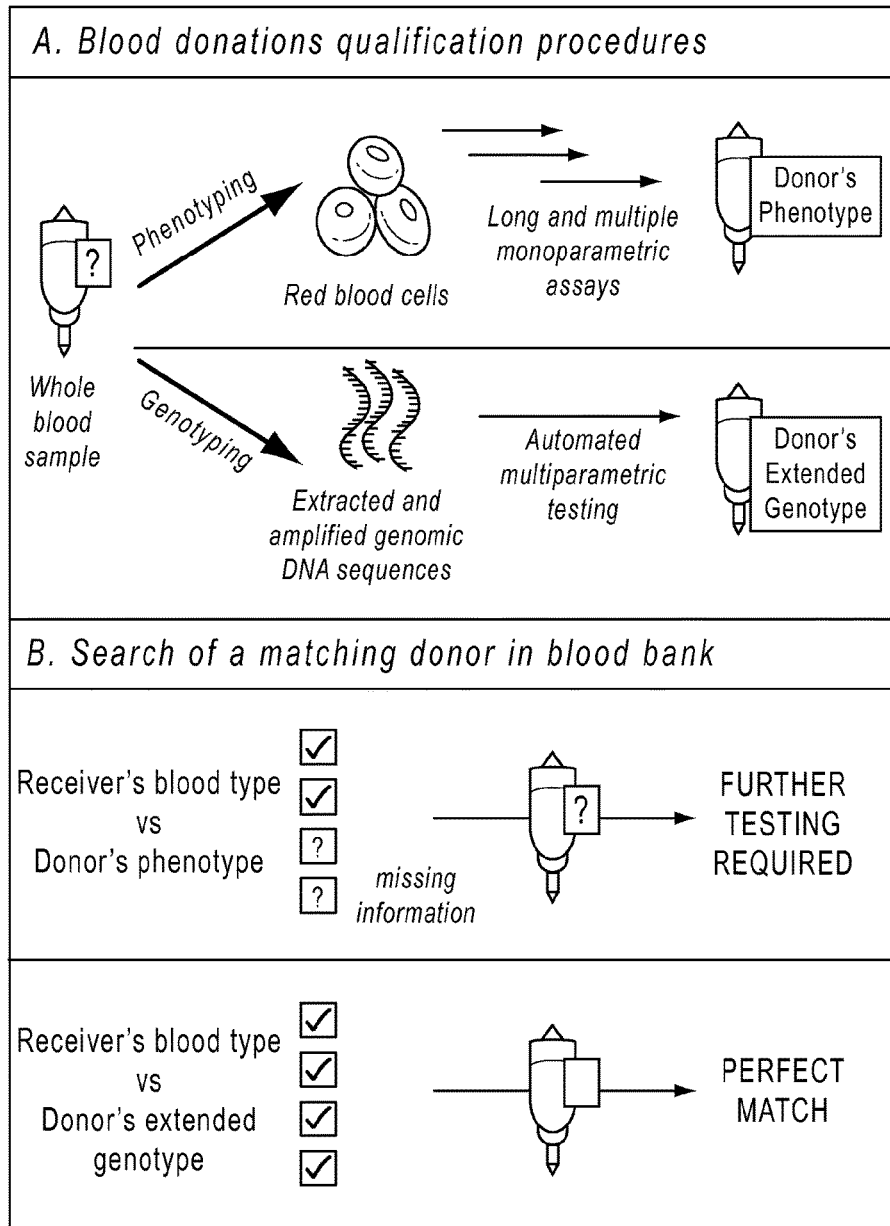 A. Blood donations qualification procedures
Phenotyping
?
Whole
blood
sample
Red blood cells
Long and multiple
monoparametric
assays
Donor's
Phenotype
Genotyping
Extracted and
amplified genomic
DNA sequences
Automated
multiparametric
testing
Donor's
Extended
Genotype
B. Search of a matching donor in blood bank
Receiver's blood type
vs
Donor's phenotype
?
?
missing
information
?
FURTHER
TESTING
REQUIRED
Receiver's blood type
vs
Donor's extended
genotype
PERFECT
MATCH